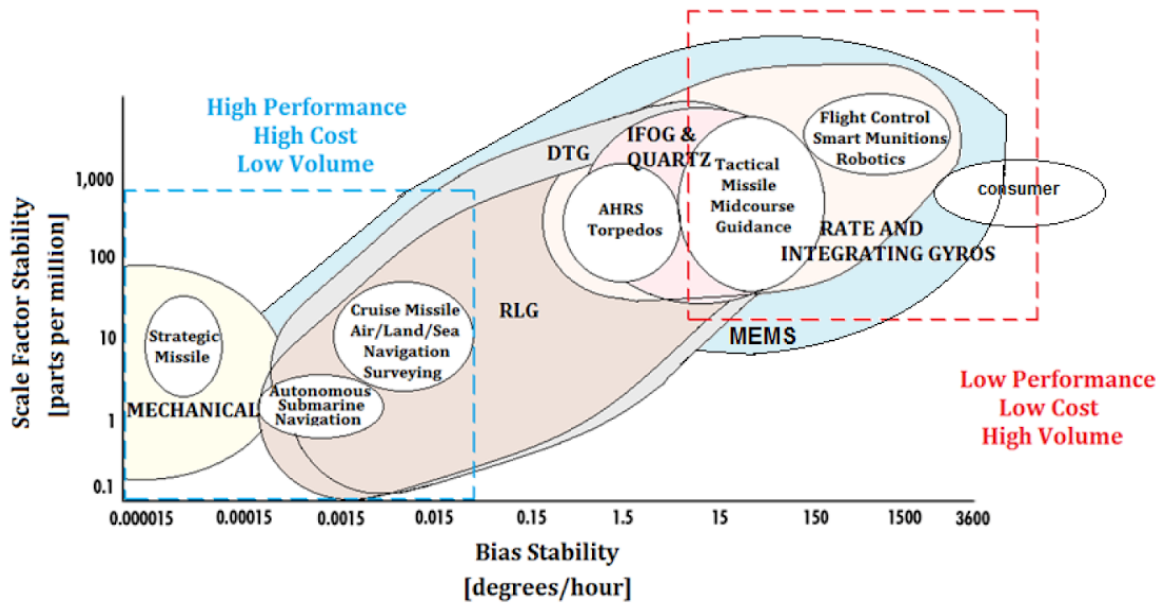 High Performance
High Cost
Low Volume
Scale Factor Stability
[parts per million]
1,000
100
10
1
0.1
Strategic
Missile
MECHANICAL
Autonomous
Submarine
Navigation
Cruise Missile
Air/Land/Sea
Navigation
Surveying
RLG
DTG
IFOG &
QUARTZ
AHRS
Torpedos
Tactical
Missile
Midcourse
Guidance
Flight Control
Smart Munitions
Robotics
consumer
RATE AND
INTEGRATING GYROS
MEMS
Low Performance
Low Cost
High Volume
0.000015
0.00015
0.0015
0.015
0.15
1.5
15
150
1500
3600
Bias Stability
[degrees/hour]